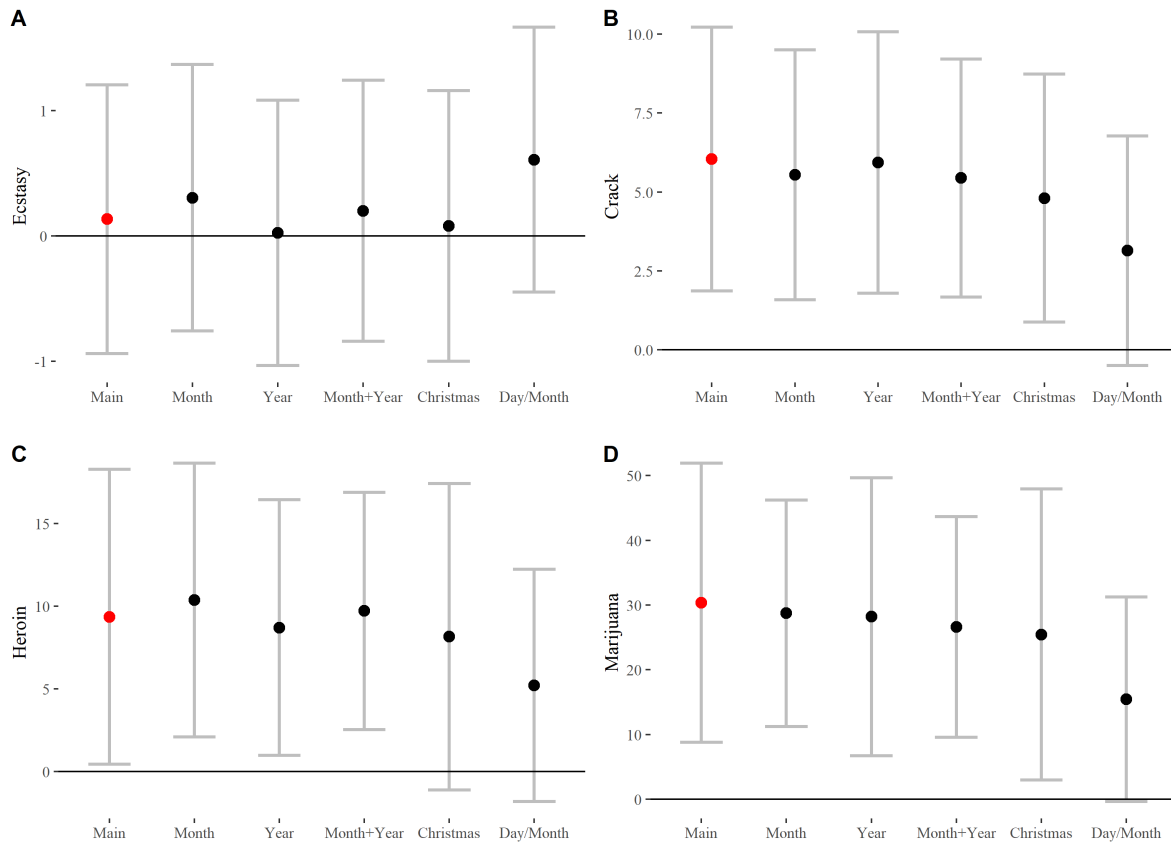 A
Ecstasy
1
0
-1
Main Month Year Month+Year Christmas Day/Month
B
Crack
10.0
7.5
5.0
2.5
0.0
Main Month Year Month+Year Christmas Day/Month
C
Heroin
15
10
5
0
Main Month Year Month+Year Christmas Day/Month
D
Marijuana
50
40
30
20
10
0
Main Month Year Month+Year Christmas Day/Month